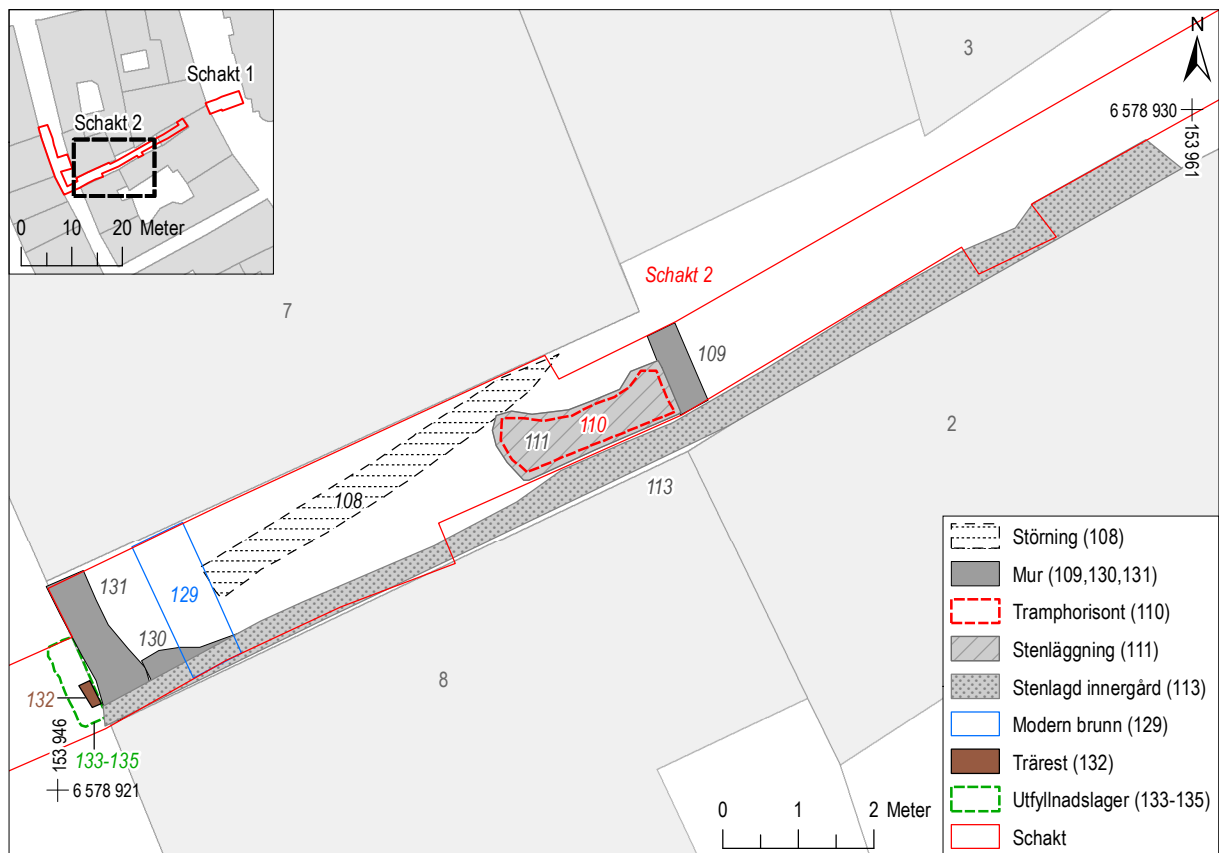 Schakt 1
Schakt 2
0 10 20 Meter
3
N
6 578 930
153 961
7
Schakt 2
109
110
111
2
108
113
131
129
130
8
132
153 946
133-135
6 578 921
0 1 2 Meter
Störning (108)
Mur (109,130,131)
Tramphorisont (110)
Stenläggning (111)
Stenlagd innergård (113)
Modern brunn (129)
Trärest (132)
Utfyllnadslager (133-135)
Schakt